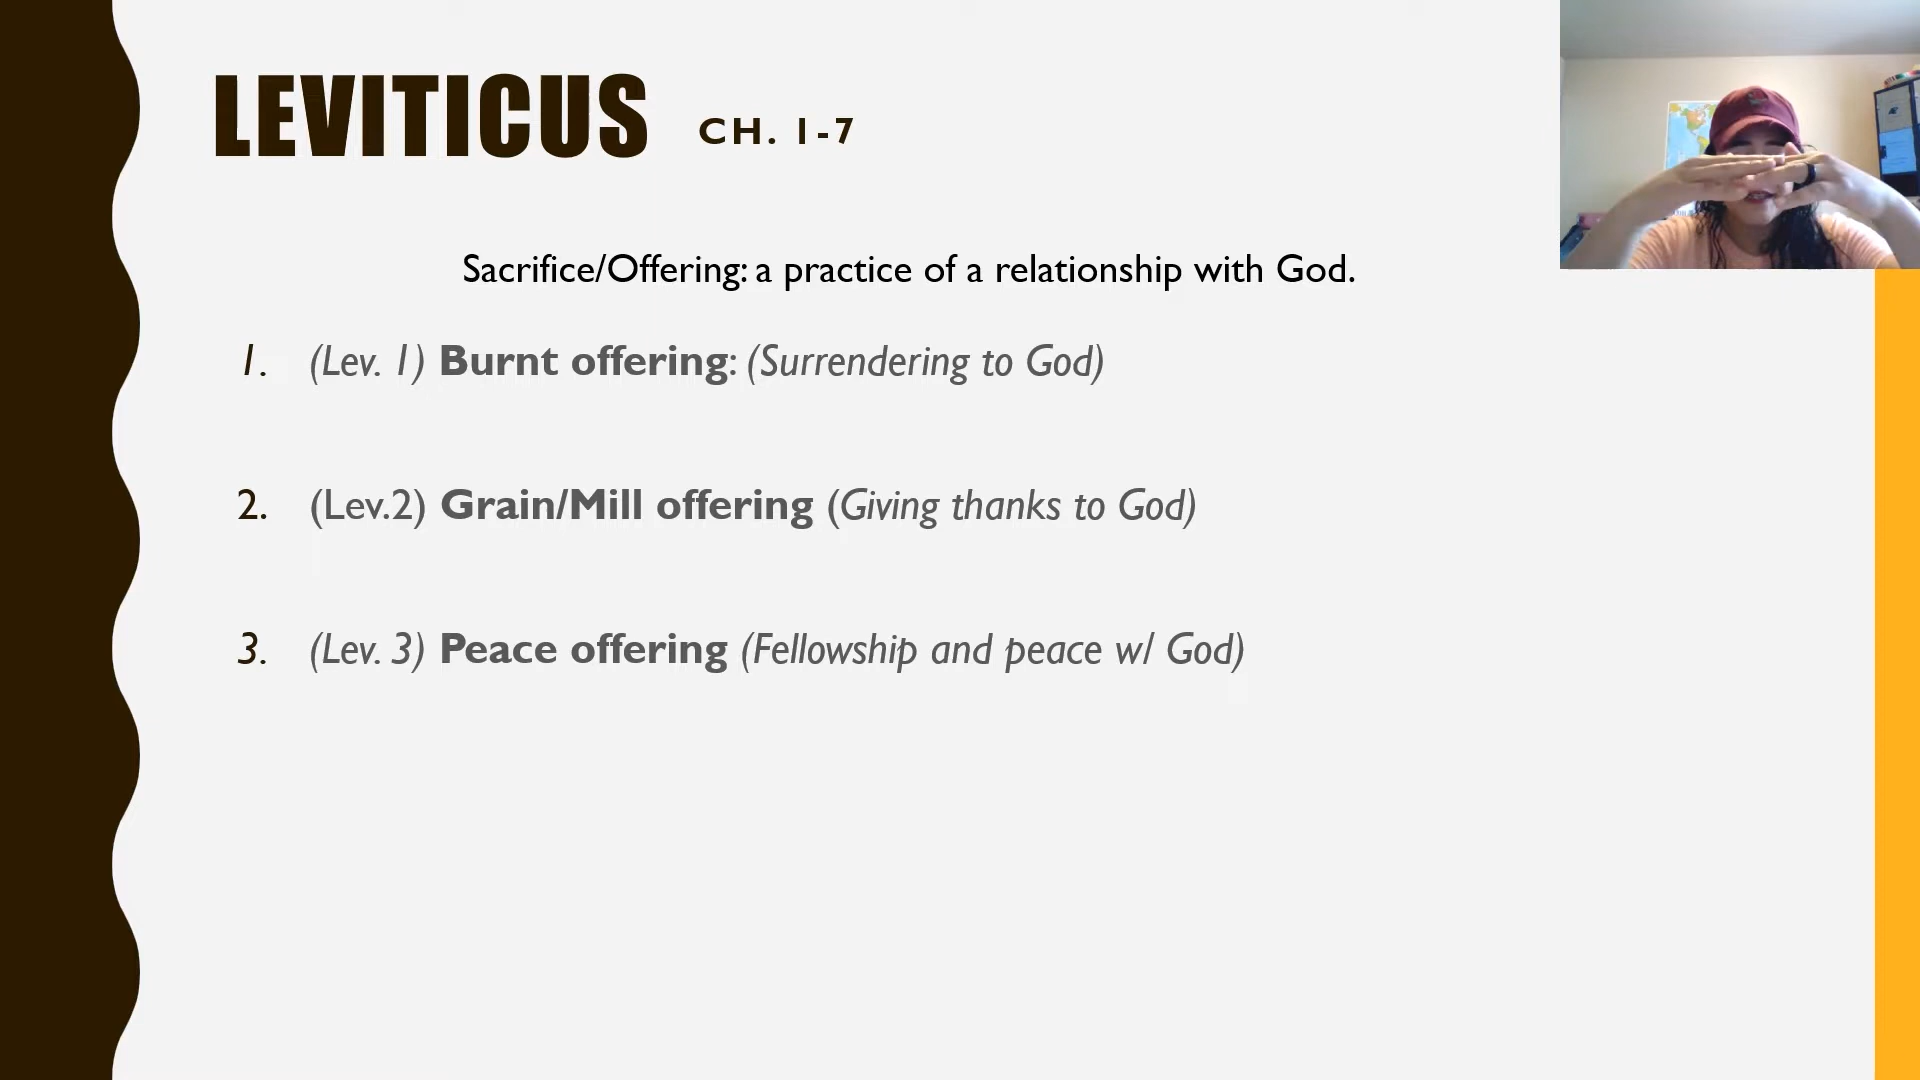 LEVITICUS CH. 1-7
Sacrifice/Offering: a practice of a relationship with God.
1. (Lev. 1) Burnt offering: (Surrendering to God)
2. (Lev.2) Grain/Mill offering (Giving thanks to God)
3. (Lev. 3) Peace offering (Fellowship and peace w/ God)